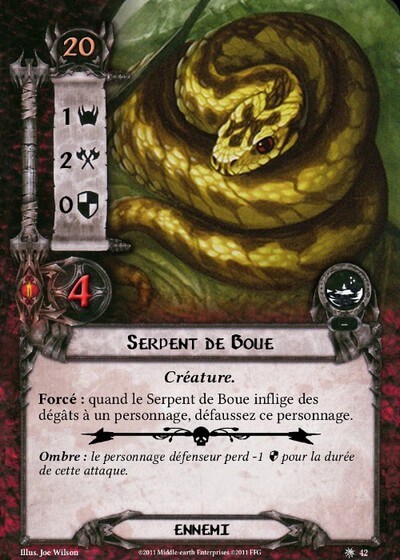 20
1
2
0
4
Serpent de Boue
Créature.
Forcé : quand le Serpent de Boue inflige des
dégâts à un personnage, défaussez ce personnage.
Ombre : le personnage défenseur perd -1 pour la durée
de cette attaque.
ENNEMI
Illus. Joe Wilson ©2011 Middle-earth Enterprises ©2011 FFG 42